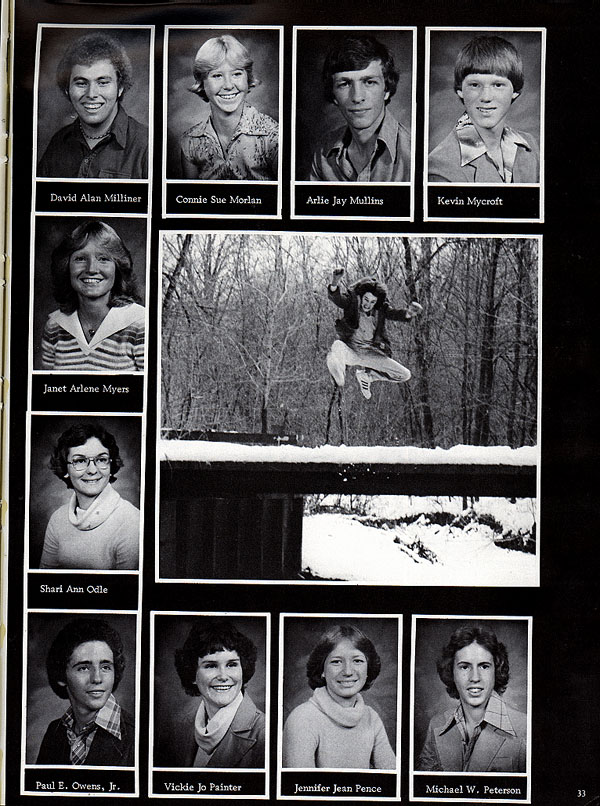 David Alan Milliner
Connie Sue Morlan
Arlie Jay Mullins
Kevin Mycroft
Janet Arlene Myers
Shari Ann Odle
Paul E. Owens, Jr.
Vickie Jo Painter
Jennifer Jean Pence
Michael W. Peterson
33